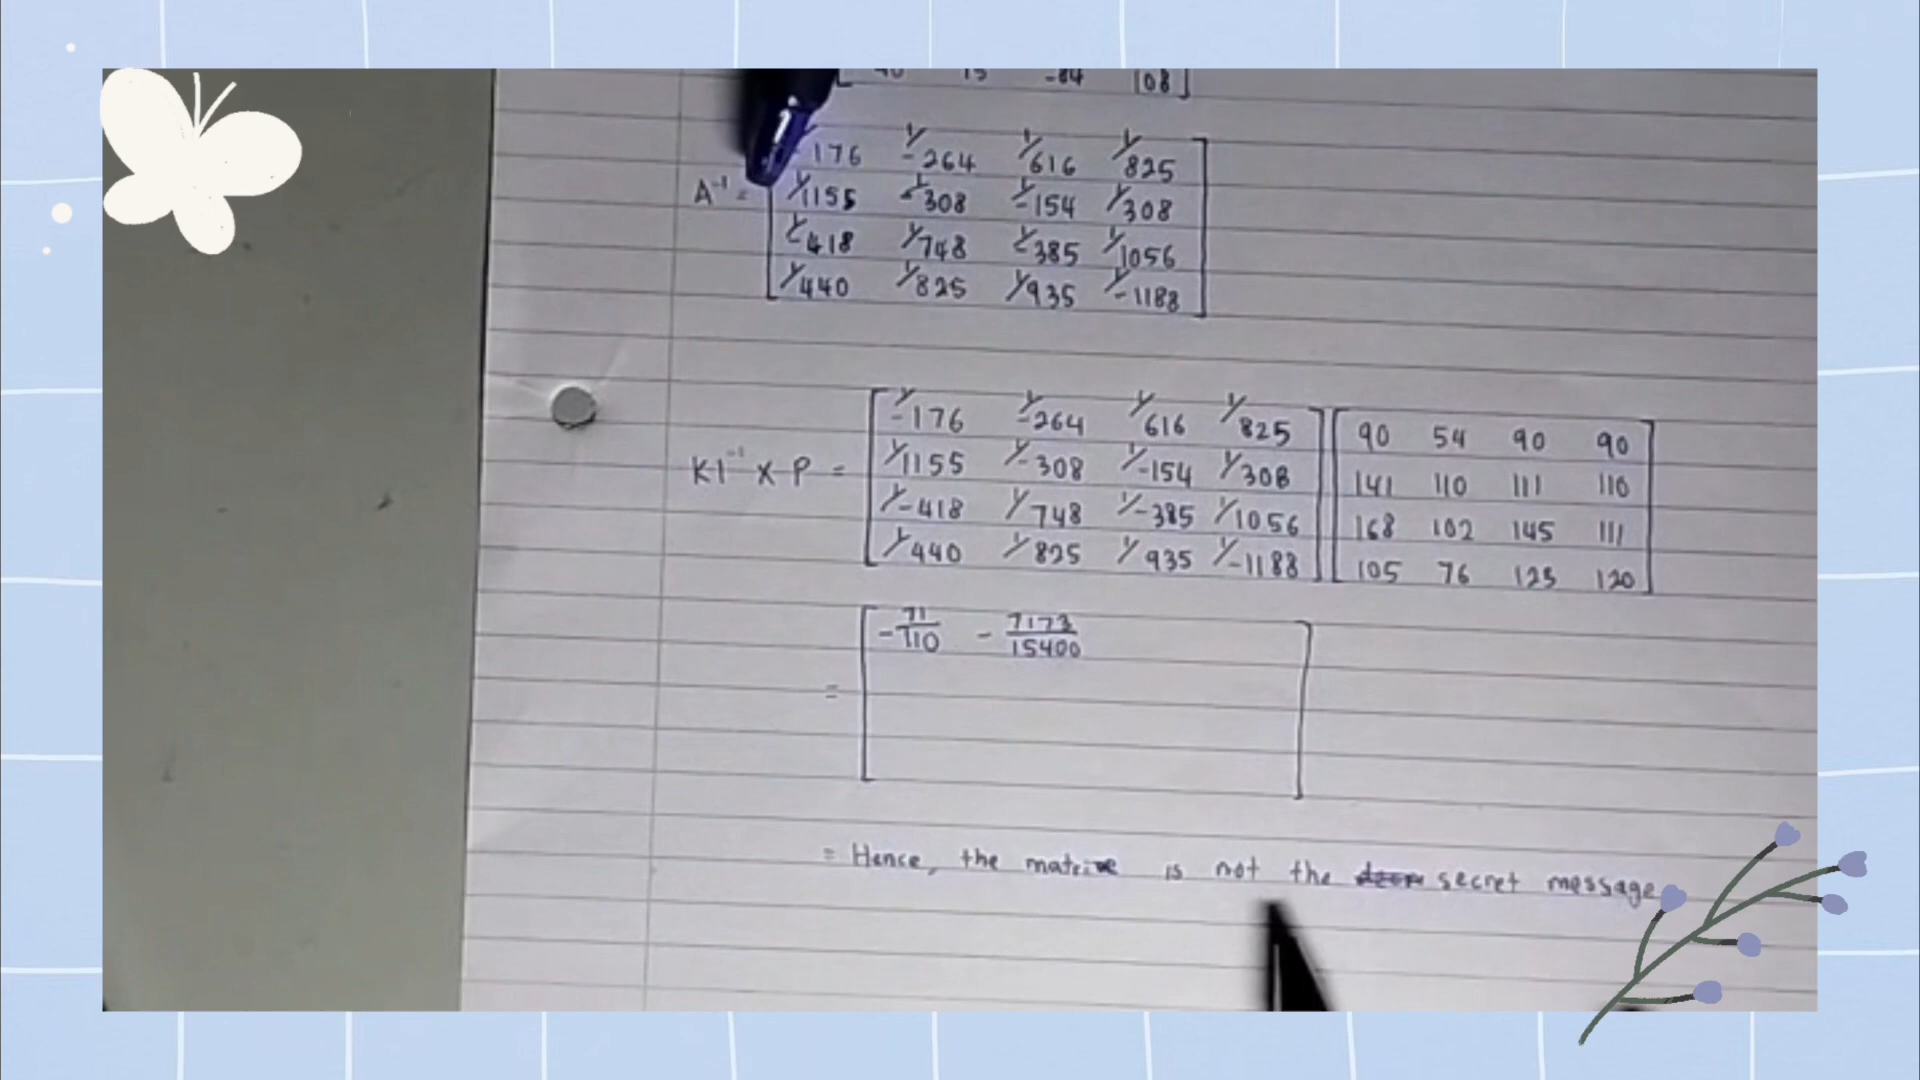 -84 108
A⁻¹ = 176 1/-264 1/616 1/825
1/1155 1/-308 1/-154 1/308
1/-418 1/748 1/-385 1/1056
1/440 1/825 1/935 1/-1188
K1⁻¹ x P = 1/-176 1/-264 1/616 1/825 90 54 90 90
1/1155 1/-308 1/-154 1/308 141 110 111 110
1/-418 1/748 1/-385 1/1056 168 102 145 111
1/440 1/825 1/935 1/-1188 105 76 125 120
= -71/110 -7173/15400
= Hence, the matrix is not the secret message